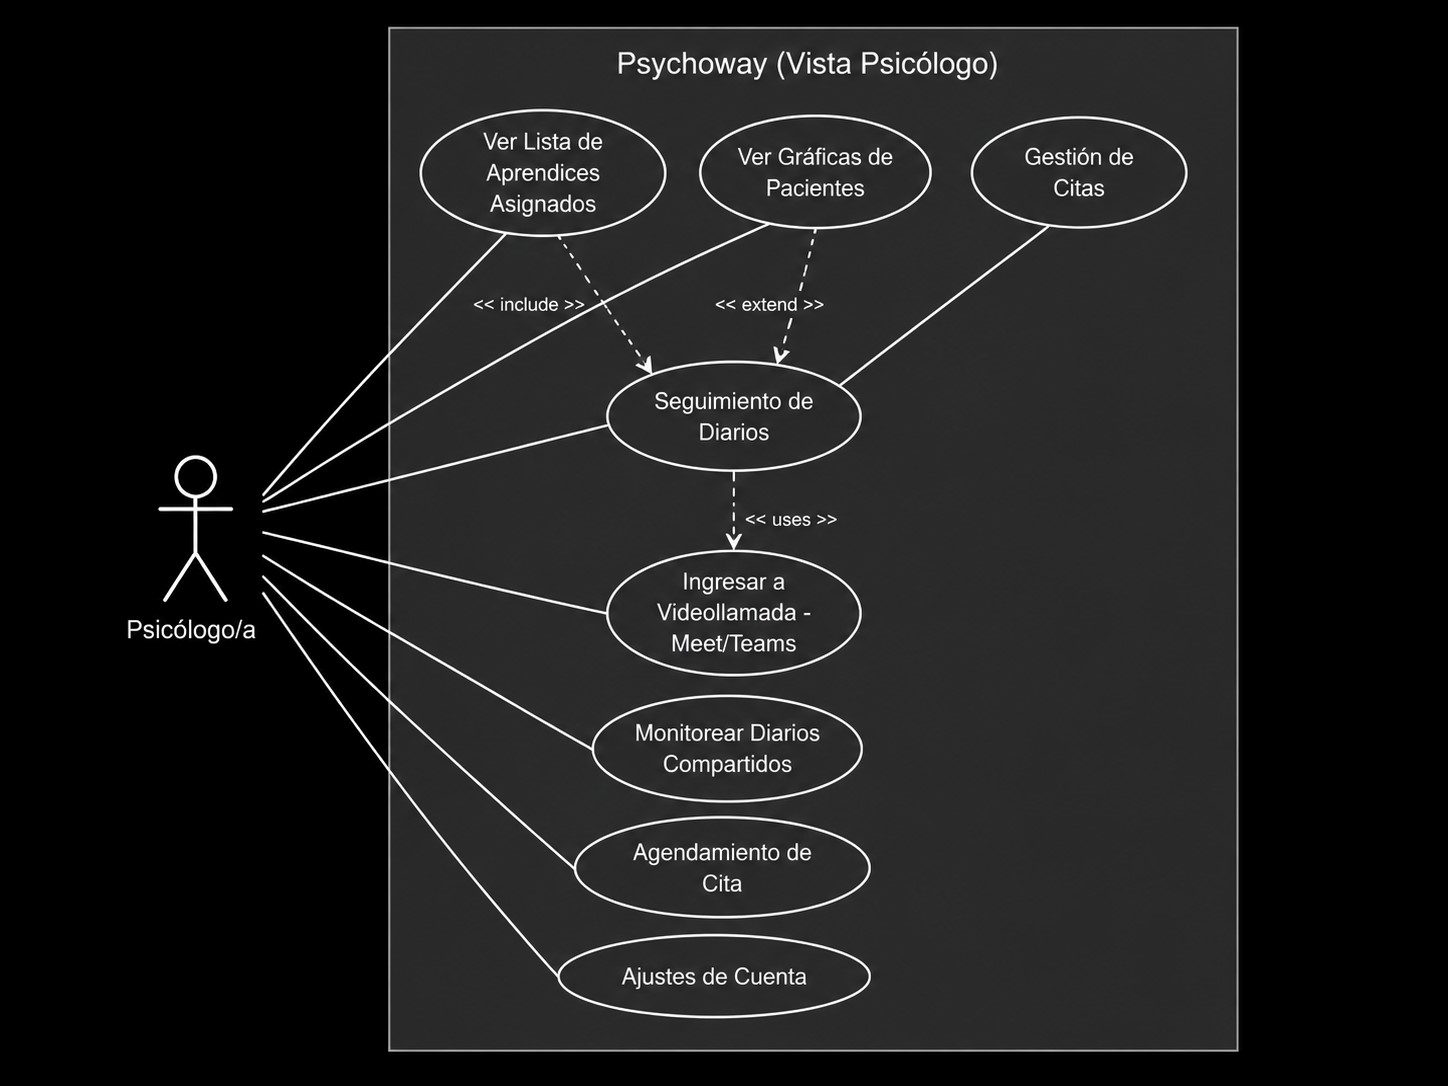 Psychoway (Vista Psicólogo)
Ver Lista de
Aprendices
Asignados
Ver Gráficas de
Pacientes
Gestión de
Citas
<< include >>
<< extend >>
Seguimiento de
Diarios
<< uses >>
Ingresar a
Videollamada -
Meet/Teams
Psicólogo/a
Monitorear Diarios
Compartidos
Agendamiento de
Cita
Ajustes de Cuenta